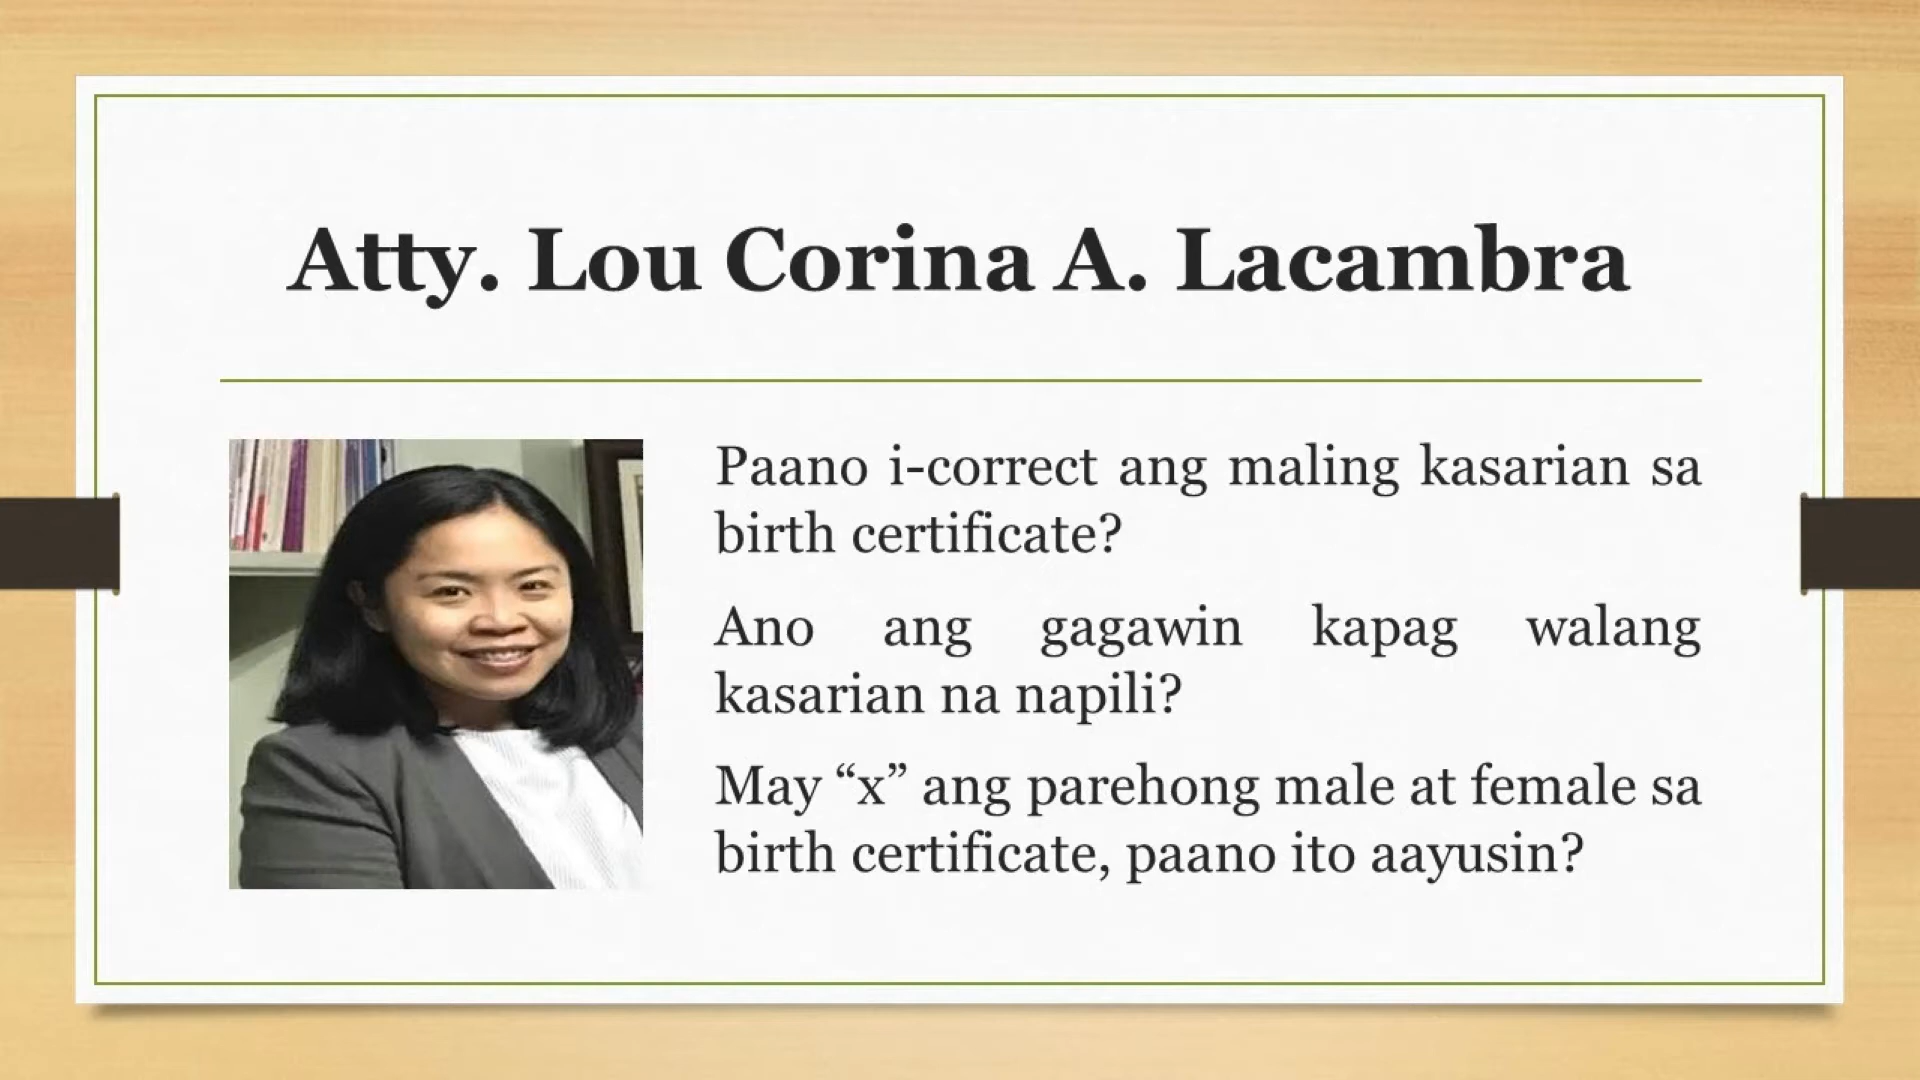 Atty. Lou Corina A. Lacambra
Paano i-correct ang maling kasarian sa
birth certificate?
Ano ang gagawin kapag walang
kasarian na napili?
May “x” ang parehong male at female sa
birth certificate, paano ito aayusin?